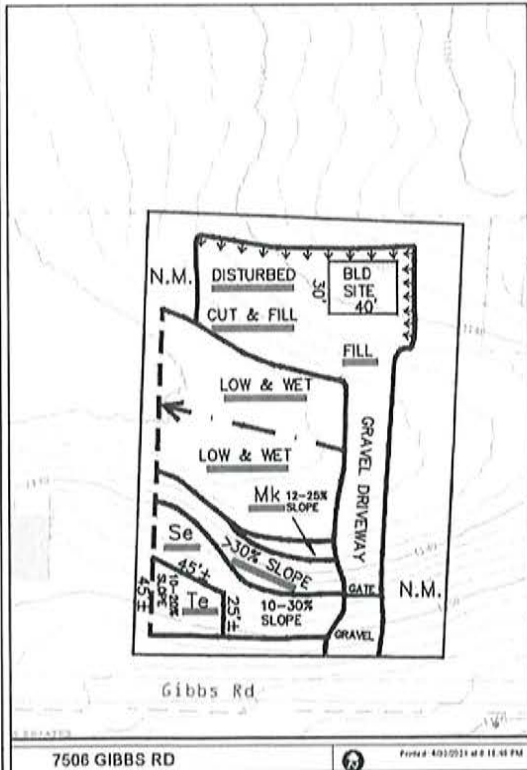 N.M.
DISTURBED
BLD
SITE
30'
40'
CUT & FILL
FILL
LOW & WET
LOW & WET
GRAVEL DRIVEWAY
Mk
12-25%
SLOPE
Se
>30% SLOPE
45'±
45'±
10-20%
SLOPE
Te
25'±
10-30%
SLOPE
GATE
N.M.
GRAVEL
Gibbs Rd
7506 GIBBS RD